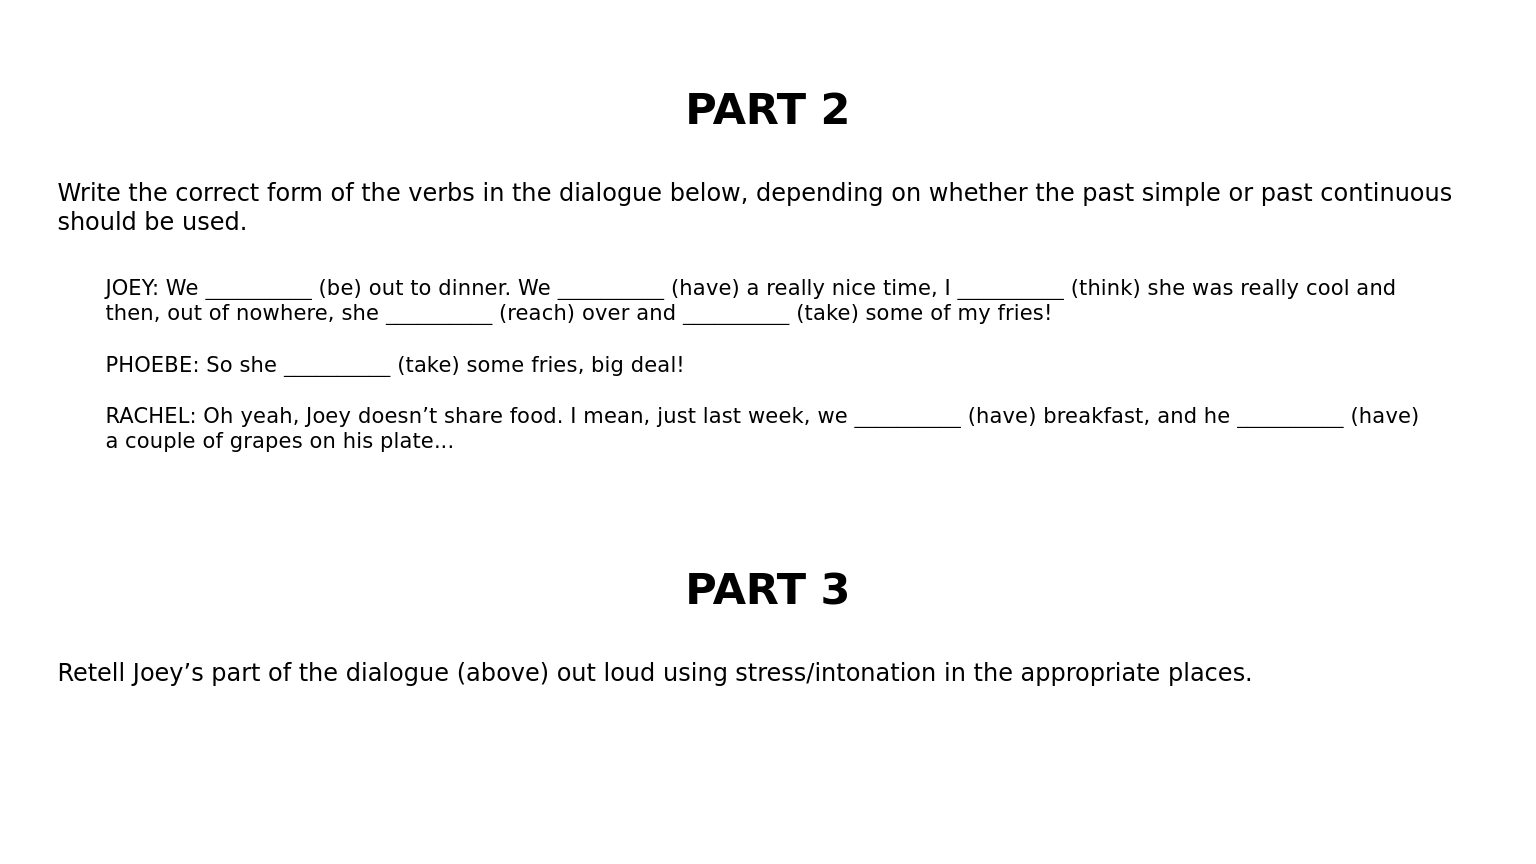 PART 2
Write the correct form of the verbs in the dialogue below, depending on whether the past simple or past continuous
should be used.
JOEY: We __________ (be) out to dinner. We __________ (have) a really nice time, I __________ (think) she was really cool and
then, out of nowhere, she __________ (reach) over and __________ (take) some of my fries!
PHOEBE: So she __________ (take) some fries, big deal!
RACHEL: Oh yeah, Joey doesn’t share food. I mean, just last week, we __________ (have) breakfast, and he __________ (have)
a couple of grapes on his plate…
PART 3
Retell Joey’s part of the dialogue (above) out loud using stress/intonation in the appropriate places.